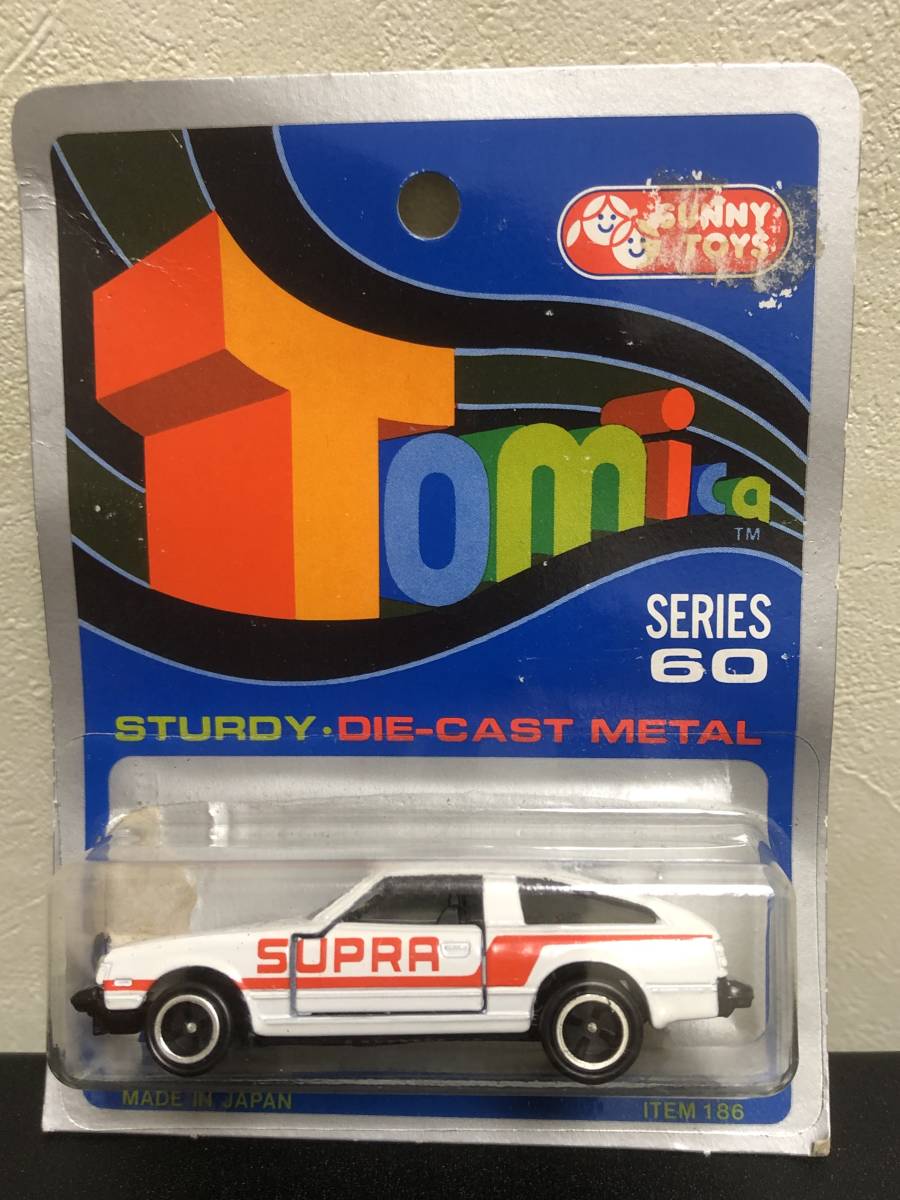 SUNNY
TOYS
Tomica
TM
SERIES
60
STURDY·DIE-CAST METAL
SUPRA
MADE IN JAPAN
ITEM 186